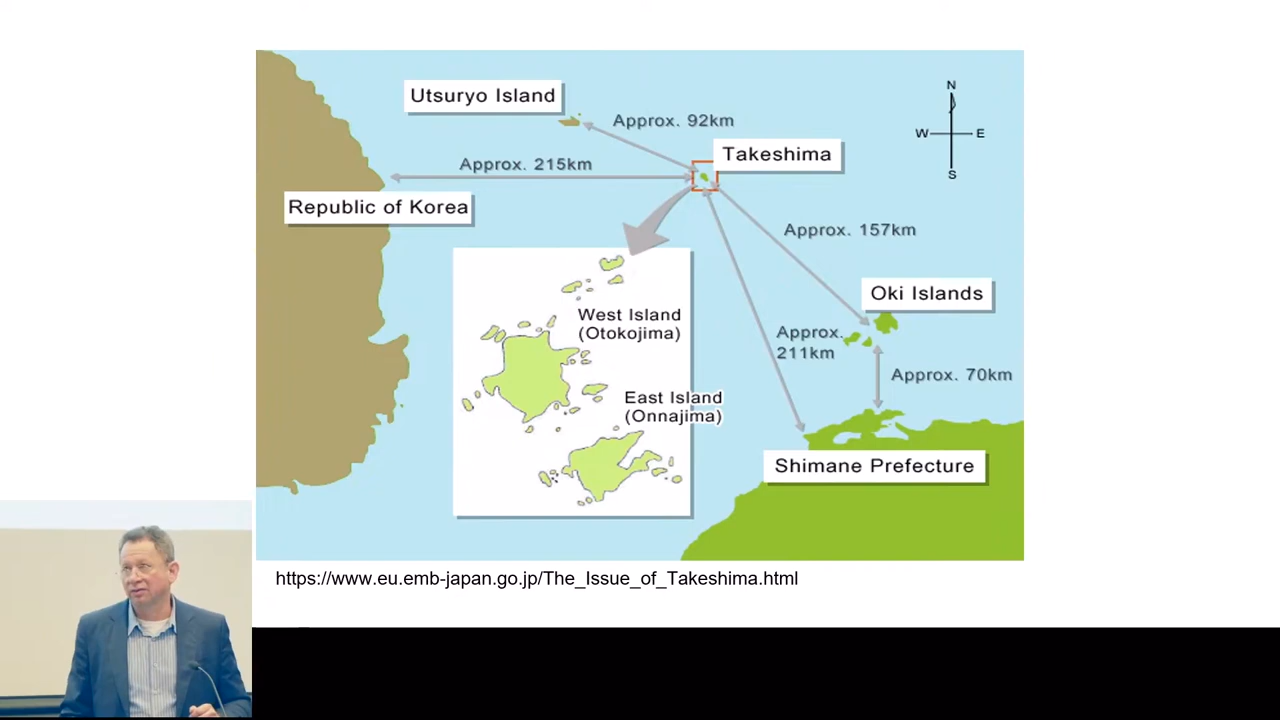 N
Utsuryo Island
Approx. 92km
W E
Takeshima
Approx. 215km
S
Republic of Korea
Approx. 157km
Oki Islands
West Island
(Otokojima)
Approx.
211km
Approx. 70km
East Island
(Onnajima)
Shimane Prefecture
https://www.eu.emb-japan.go.jp/The_Issue_of_Takeshima.html